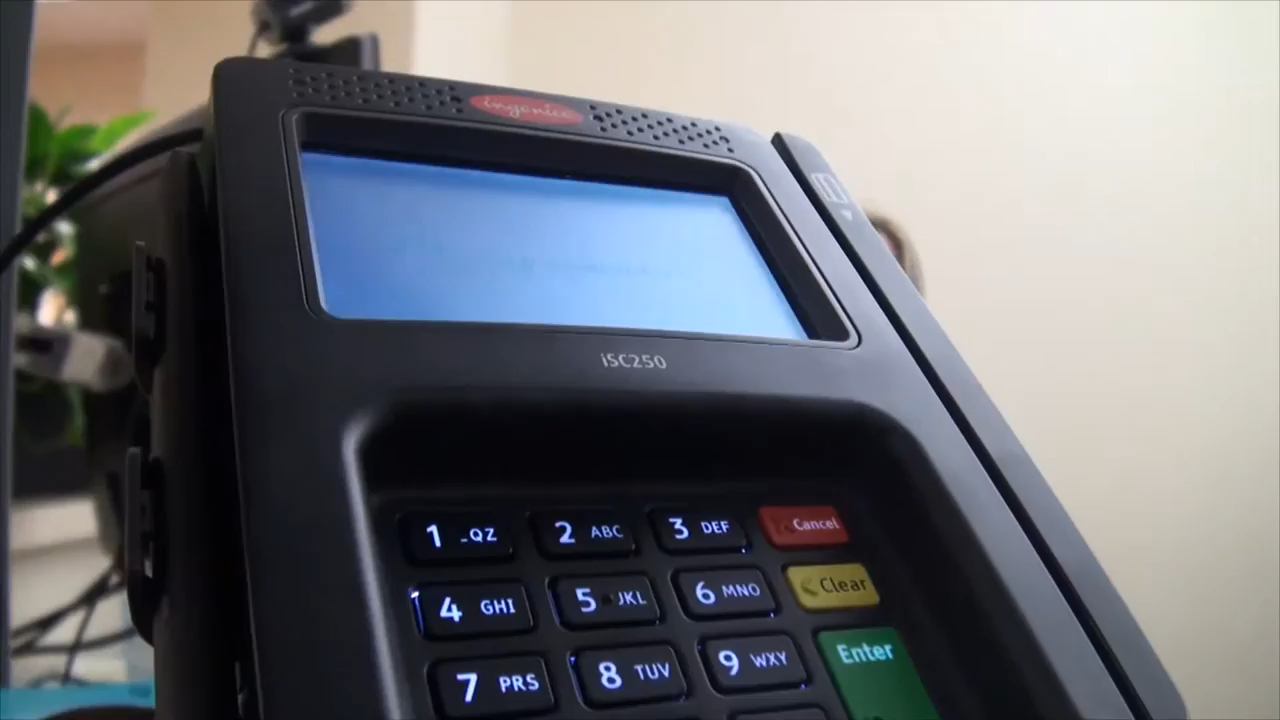 ingenico
iSC250
1 -QZ 2 ABC 3 DEF Cancel
4 GHI 5 JKL 6 MNO Clear
7 PRS 8 TUV 9 WXY Enter